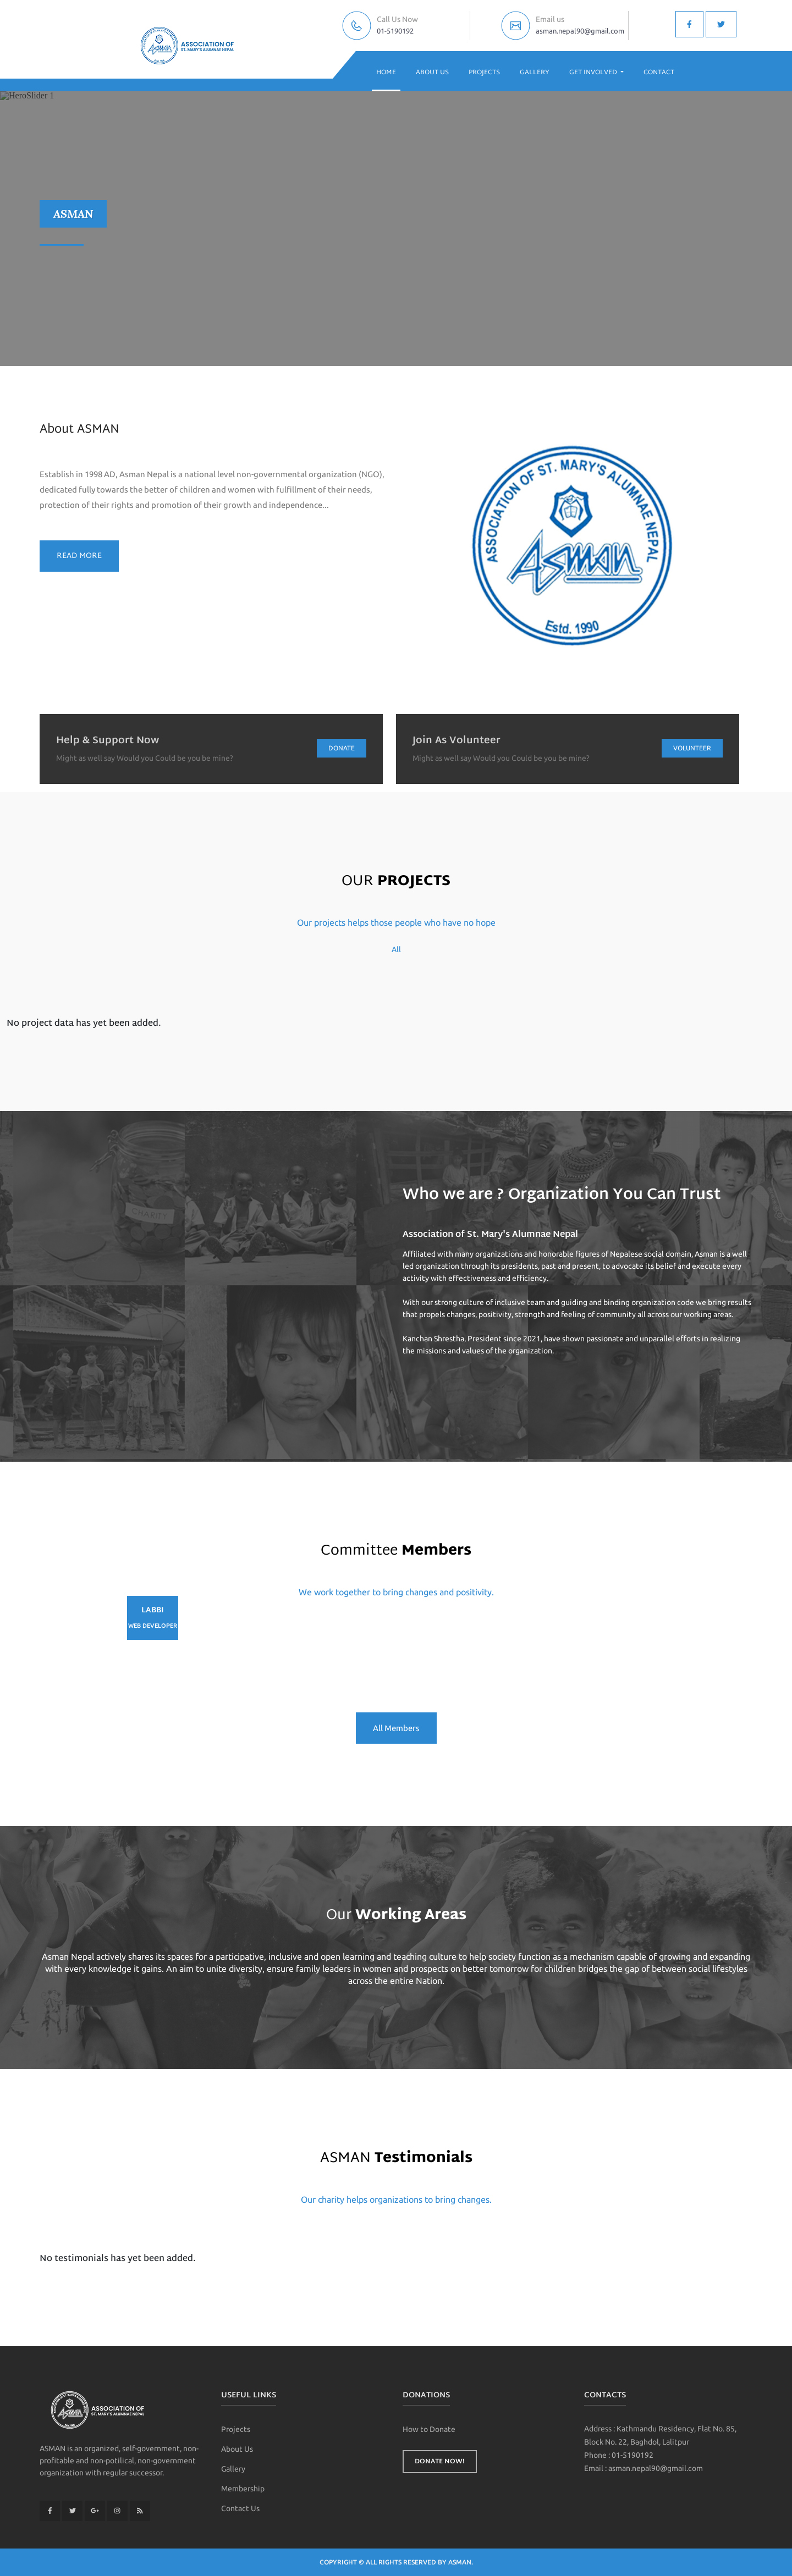 ASSOCIATION OF
ST. MARY'S ALUMNAE NEPAL
Call Us Now
01-5190192
Email us
asman.nepal90@gmail.com
HOME
ABOUT US
PROJECTS
GALLERY
GET INVOLVED
CONTACT
HeroSlider 1
ASMAN
About ASMAN
Establish in 1998 AD, Asman Nepal is a national level non-governmental organization (NGO),
dedicated fully towards the better of children and women with fulfillment of their needs,
protection of their rights and promotion of their growth and independence...
READ MORE
ASSOCIATION OF ST. MARY'S ALUMNAE NEPAL
Asman
Estd. 1990
Help & Support Now
Might as well say Would you Could be you be mine?
DONATE
Join As Volunteer
Might as well say Would you Could be you be mine?
VOLUNTEER
OUR PROJECTS
Our projects helps those people who have no hope
All
No project data has yet been added.
CHARITY
Who we are ? Organization You Can Trust
Association of St. Mary's Alumnae Nepal
Affiliated with many organizations and honorable figures of Nepalese social domain, Asman is a well
led organization through its presidents, past and present, to advocate its belief and execute every
activity with effectiveness and efficiency.
With our strong culture of inclusive team and guiding and binding organization code we bring results
that propels changes, positivity, strength and feeling of community all across our working areas.
Kanchan Shrestha, President since 2021, have shown passionate and unparallel efforts in realizing
the missions and values of the organization.
Committee Members
We work together to bring changes and positivity.
LABBI
WEB DEVELOPER
All Members
Our Working Areas
Asman Nepal actively shares its spaces for a participative, inclusive and open learning and teaching culture to help society function as a mechanism capable of growing and expanding
with every knowledge it gains. An aim to unite diversity, ensure family leaders in women and prospects on better tomorrow for children bridges the gap of between social lifestyles
across the entire Nation.
ASMAN Testimonials
Our charity helps organizations to bring changes.
No testimonials has yet been added.
ASSOCIATION OF
ST. MARY'S ALUMNAE NEPAL
ASMAN is an organized, self-government, non-
profitable and non-potilical, non-government
organization with regular successor.
USEFUL LINKS
Projects
About Us
Gallery
Membership
Contact Us
DONATIONS
How to Donate
DONATE NOW!
CONTACTS
Address : Kathmandu Residency, Flat No. 85,
Block No. 22, Baghdol, Lalitpur
Phone : 01-5190192
Email : asman.nepal90@gmail.com
COPYRIGHT © ALL RIGHTS RESERVED BY ASMAN.